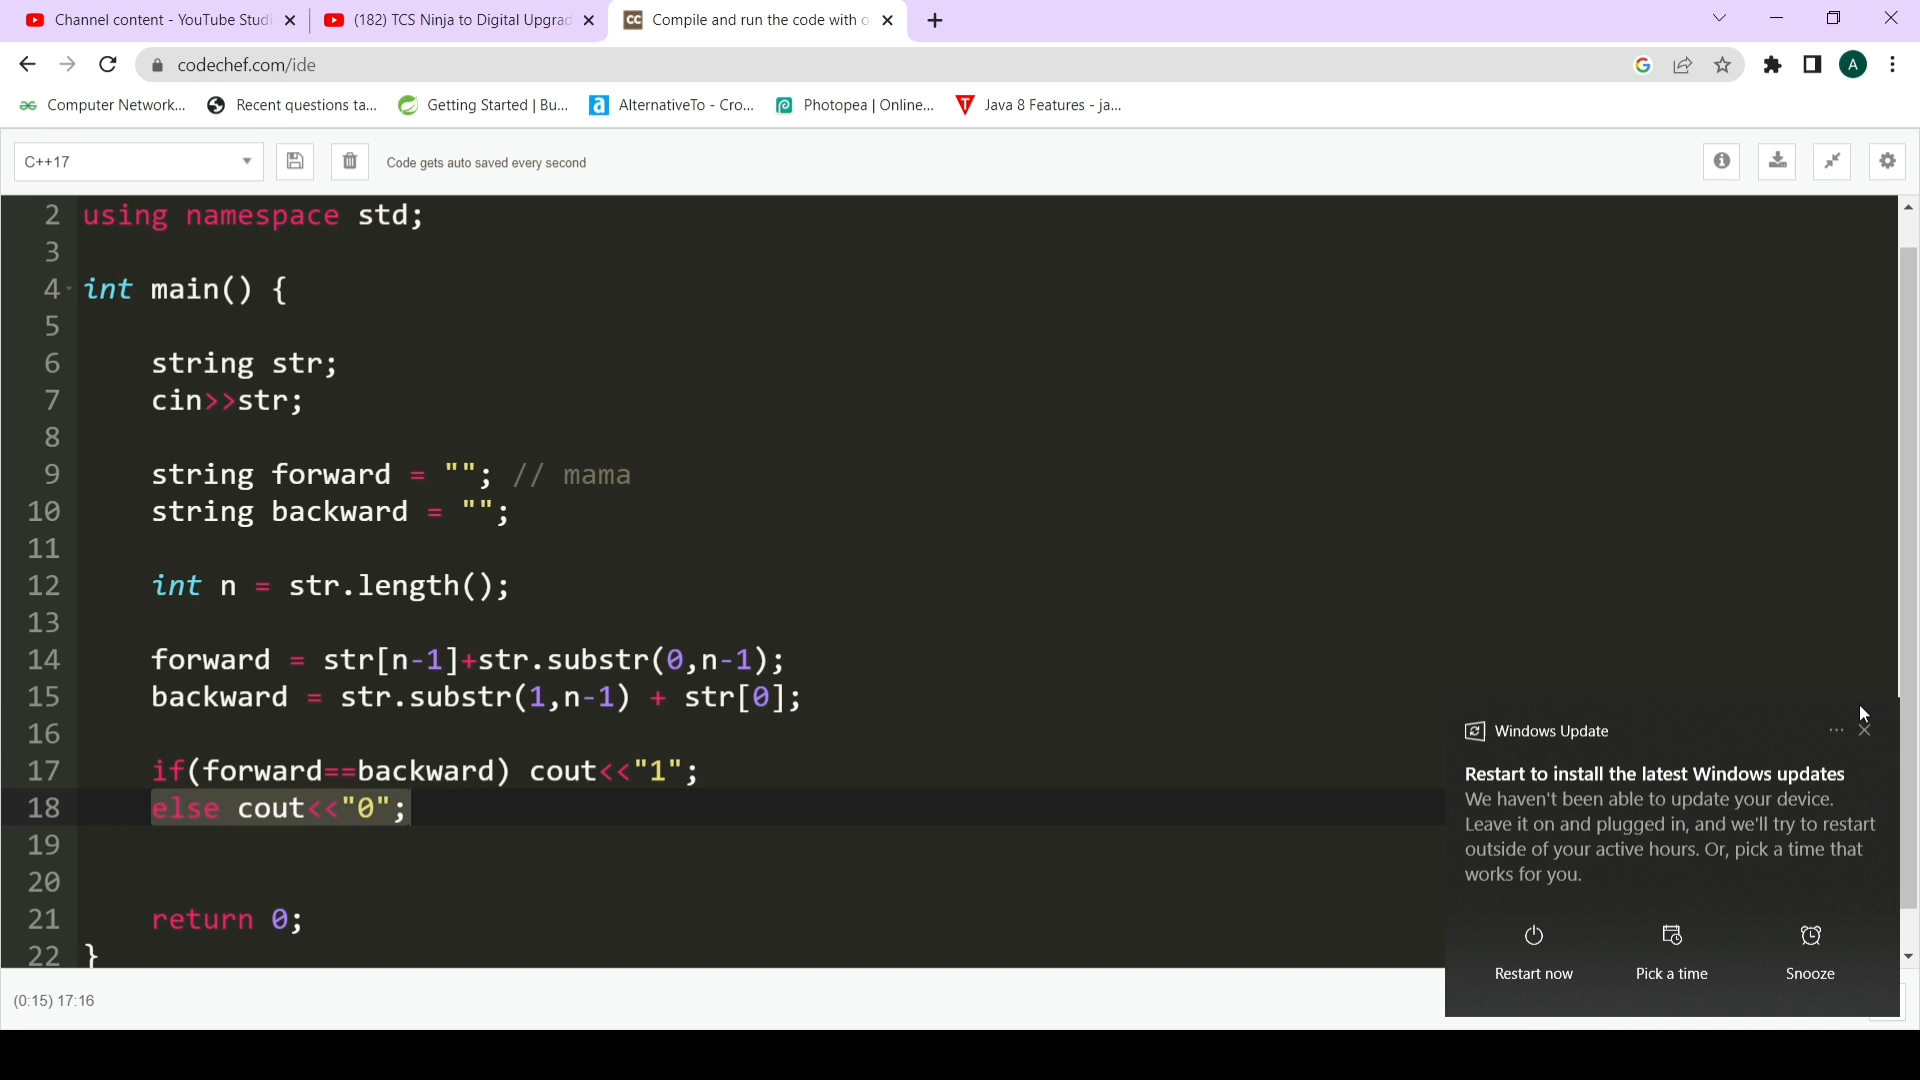 Channel content - YouTube Studi
(182) TCS Ninja to Digital Upgrad
CC Compile and run the code with o
codechef.com/ide
G
A
Computer Network...
Recent questions ta...
Getting Started | Bu...
a AlternativeTo - Cro...
Photopea | Online...
T Java 8 Features - ja...
C++17
Code gets auto saved every second
2 using namespace std;
3
4 int main() {
5
6 string str;
7 cin>>str;
8
9 string forward = ""; // mama
10 string backward = "";
11
12 int n = str.length();
13
14 forward = str[n-1]+str.substr(0,n-1);
15 backward = str.substr(1,n-1) + str[0];
16
17 if(forward==backward) cout<<"1";
18 else cout<<"0";
19
20
21 return 0;
22 }
(0:15) 17:16
Windows Update
Restart to install the latest Windows updates
We haven't been able to update your device.
Leave it on and plugged in, and we'll try to restart
outside of your active hours. Or, pick a time that
works for you.
Restart now
Pick a time
Snooze